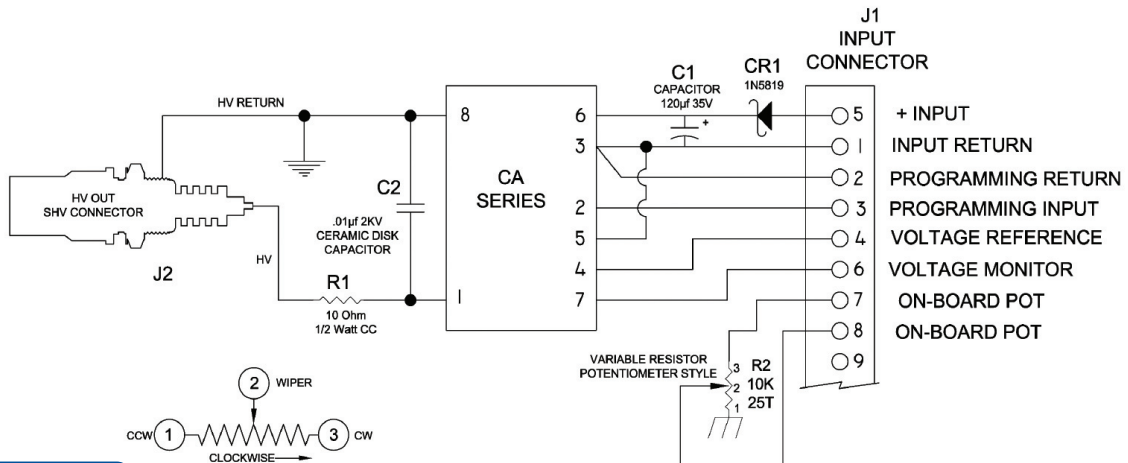 J1
INPUT
CONNECTOR
C1
CAPACITOR
120µf 35V
+
CR1
1N5819
HV RETURN
8
6
5
+ INPUT
3
1
INPUT RETURN
2
PROGRAMMING RETURN
HV OUT
SHV CONNECTOR
C2
CA
SERIES
2
3
PROGRAMMING INPUT
.01µf 2KV
CERAMIC DISK
CAPACITOR
5
4
VOLTAGE REFERENCE
J2
HV
4
6
VOLTAGE MONITOR
R1
1
7
7
ON-BOARD POT
10 Ohm
1/2 Watt CC
8
ON-BOARD POT
VARIABLE RESISTOR
POTENTIOMETER STYLE
3
2
1
R2
10K
25T
9
2
WIPER
CCW
1
3
CW
CLOCKWISE